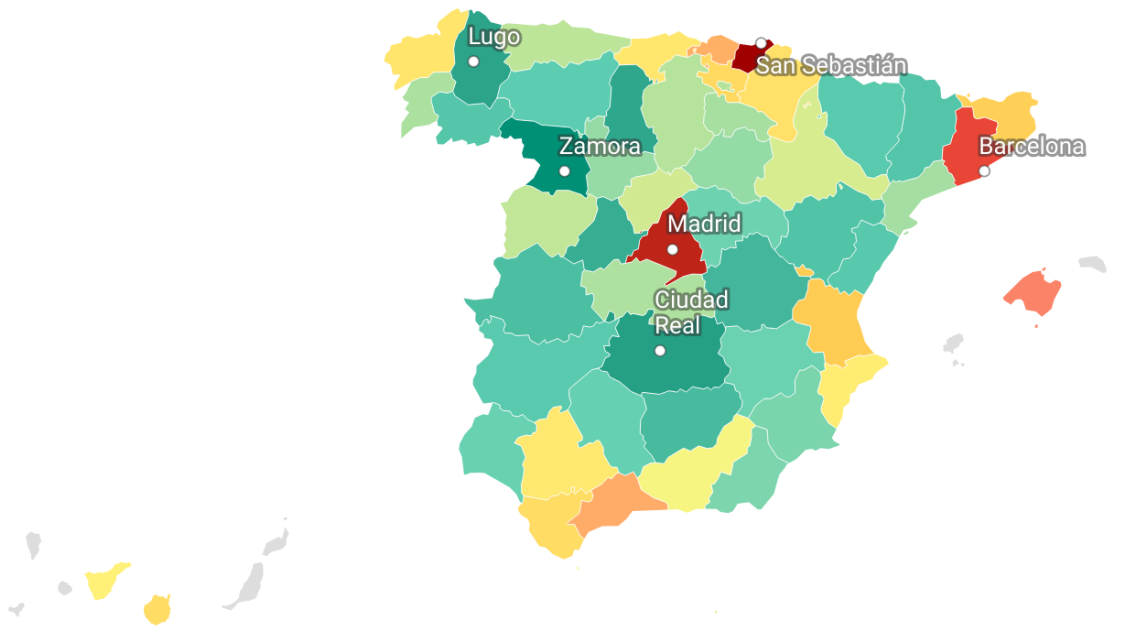 Lugo
San Sebastián
Zamora
Barcelona
Madrid
Ciudad
Real